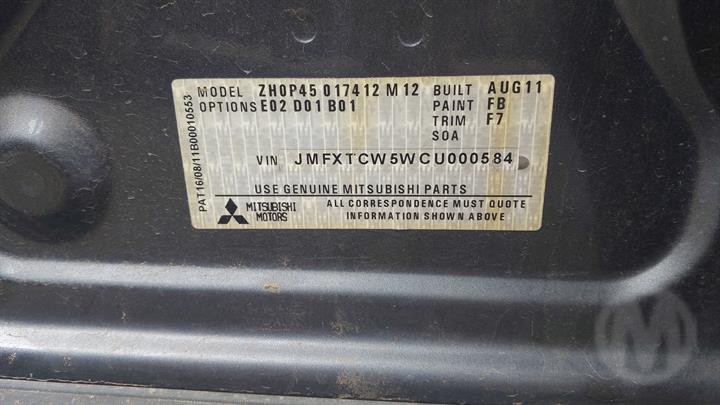 MODEL ZH0P45 017412 M12 BUILT AUG11
OPTIONS E02 D01 B01 PAINT FB
TRIM F7
SOA
VIN JMFXTCW5WCU000584
USE GENUINE MITSUBISHI PARTS
MITSUBISHI MOTORS
ALL CORRESPONDENCE MUST QUOTE
INFORMATION SHOWN ABOVE
PAT16/08/11B00010553
M